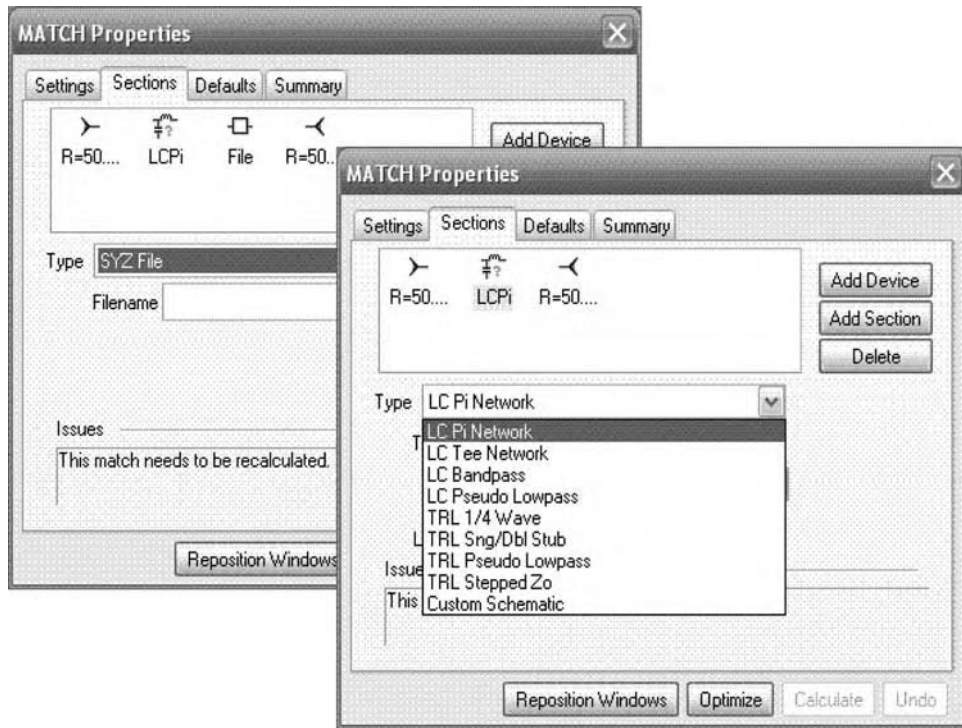 MATCH Properties
Settings Sections Defaults Summary
R=50.... LCPi File R=50..
Add Device
Type SYZ File
Filename
Issues
This match needs to be recalculated.
Reposition Windows
MATCH Properties
Settings Sections Defaults Summary
R=50.... LCPi R=50....
Add Device
Add Section
Delete
Type LC Pi Network
LC Pi Network
LC Tee Network
LC Bandpass
LC Pseudo Lowpass
TRL 1/4 Wave
TRL Sng/Dbl Stub
TRL Pseudo Lowpass
TRL Stepped Zo
Custom Schematic
T
L
Issue
This
Reposition Windows Optimize Calculate Undo